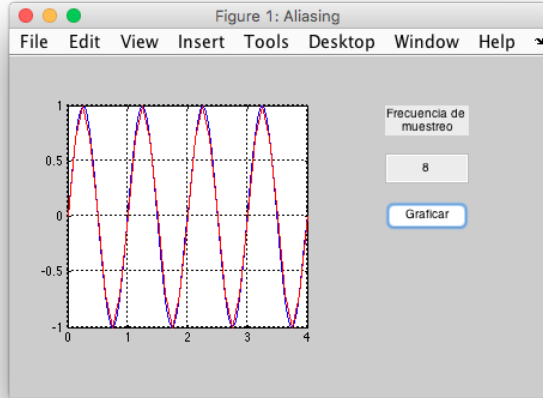 Figure 1: Aliasing
File Edit View Insert Tools Desktop Window Help
1
0.5
0
-0.5
-1
0 1 2 3 4
Frecuencia de
muestreo
8
Graficar